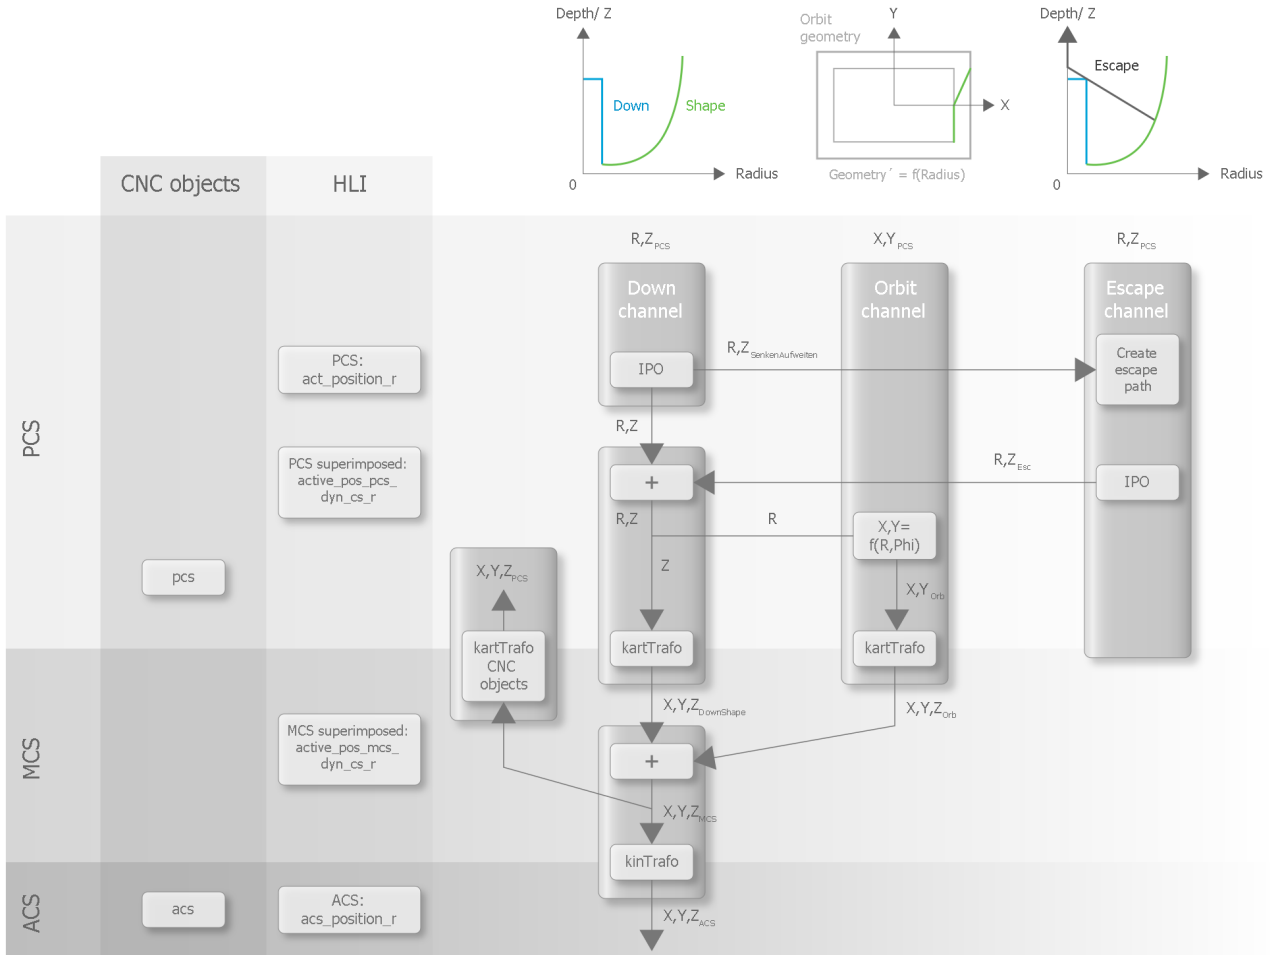 Depth/ Z
Down
Shape
Radius
0
Orbit
geometry
Y
X
Geometry´ = f(Radius)
Depth/ Z
Escape
Radius
0
CNC objects
HLI
PCS
MCS
ACS
R,Z PCS
X,Y PCS
R,Z PCS
Down
channel
Orbit
channel
Escape
channel
PCS:
act_position_r
IPO
R,Z SenkenAufweiten
Create
escape
path
R,Z
PCS superimposed:
active_pos_pcs_
dyn_cs_r
+
R,Z Esc
IPO
R,Z
R
X,Y=
f(R,Phi)
pcs
X,Y,Z PCS
Z
X,Y Orb
kartTrafo
CNC
objects
kartTrafo
kartTrafo
X,Y,Z DownShape
X,Y,Z Orb
MCS superimposed:
active_pos_mcs_
dyn_cs_r
+
X,Y,Z MCS
kinTrafo
acs
ACS:
acs_position_r
X,Y,Z ACS